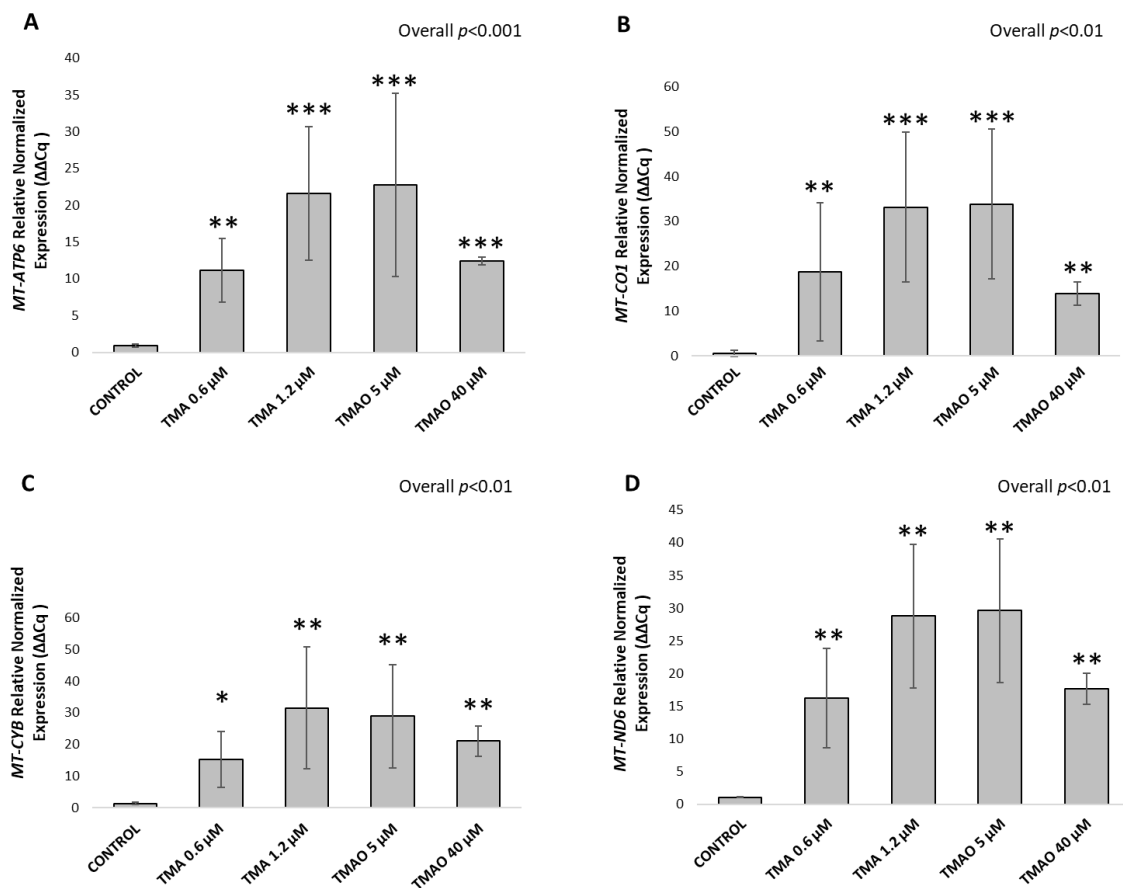 A
Overall p<0.001
MT-ATP6 Relative Normalized
Expression (ΔΔCq )
40
35
30
25
20
15
10
5
0
**
***
***
***
CONTROL
TMA 0.6 µM
TMA 1.2 µM
TMAO 5 µM
TMAO 40 µM
B
Overall p<0.01
MT-CO1 Relative Normalized
Expression (ΔΔCq )
60
50
40
30
20
10
0
**
***
***
**
CONTROL
TMA 0.6 µM
TMA 1.2 µM
TMAO 5 µM
TMAO 40 µM
C
Overall p<0.01
MT-CYB Relative Normalized
Expression (ΔΔCq )
60
50
40
30
20
10
0
*
**
**
**
CONTROL
TMA 0.6 µM
TMA 1.2 µM
TMAO 5 µM
TMAO 40 µM
D
Overall p<0.01
MT-ND6 Relative Normalized
Expression (ΔΔCq )
45
40
35
30
25
20
15
10
5
0
**
**
**
**
CONTROL
TMA 0.6 µM
TMA 1.2 µM
TMAO 5 µM
TMAO 40 µM